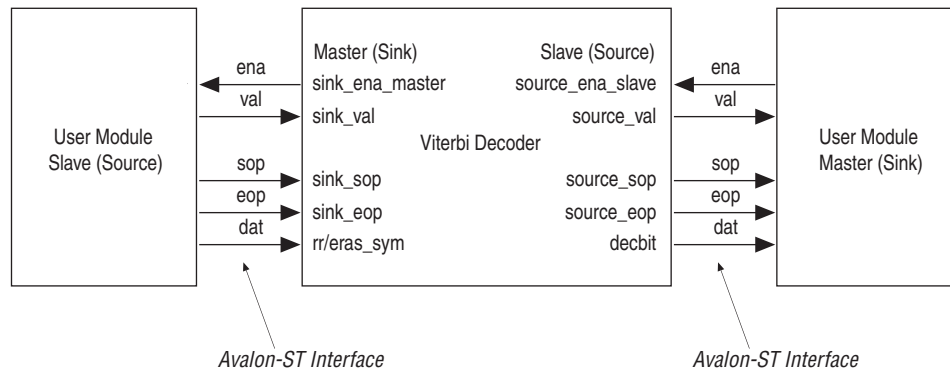 Master (Sink)
Slave (Source)
ena
sink_ena_master
source_ena_slave
ena
val
sink_val
source_val
val
User Module
Slave (Source)
Viterbi Decoder
User Module
Master (Sink)
sop
sink_sop
source_sop
sop
eop
sink_eop
source_eop
eop
dat
rr/eras_sym
decbit
dat
Avalon-ST Interface
Avalon-ST Interface